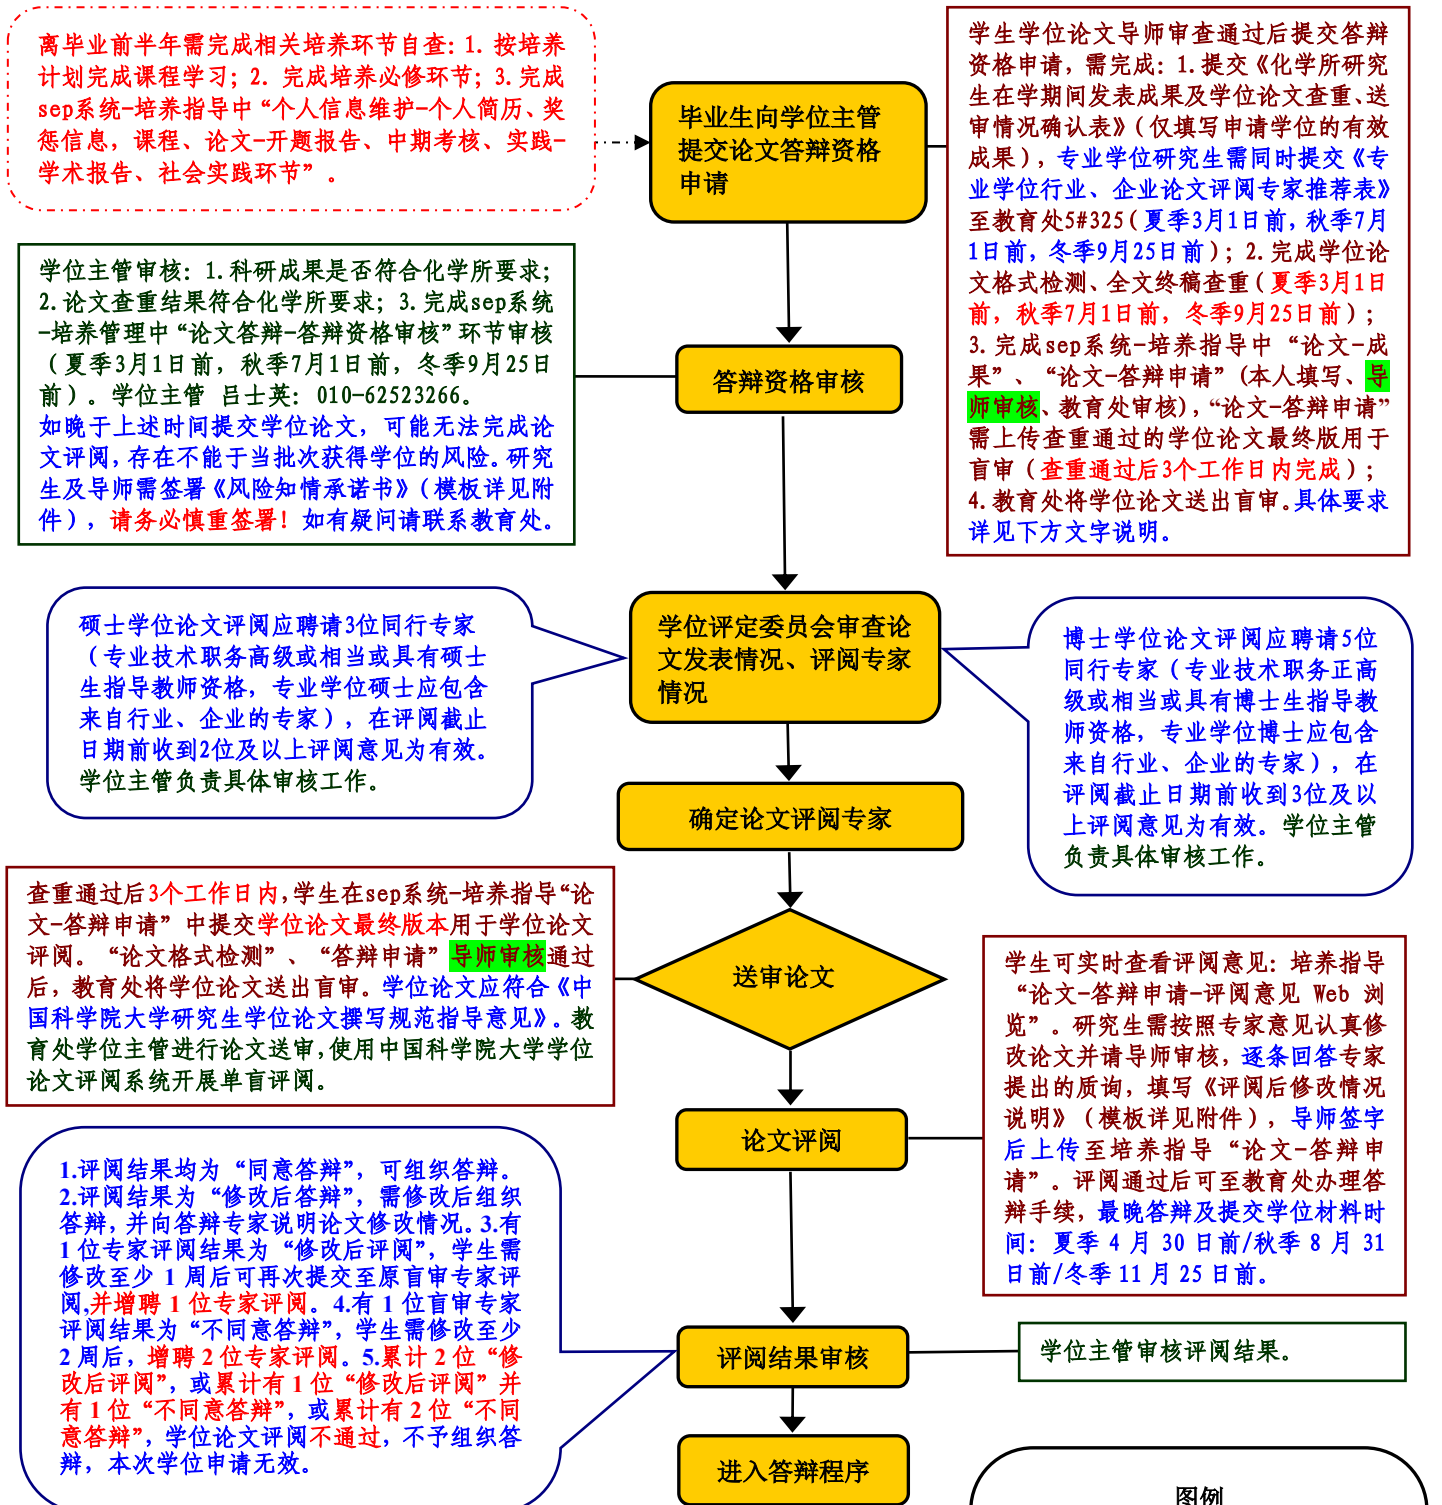 离毕业前半年需完成相关培养环节自查：1. 按培养
计划完成课程学习；2. 完成培养必修环节；3. 完成
sep系统-培养指导中“个人信息维护-个人简历、奖
惩信息，课程、论文-开题报告、中期考核、实践-
学术报告、社会实践环节”。
毕业生向学位主管
提交论文答辩资格
申请
学生学位论文导师审查通过后提交答辩
资格申请，需完成：1.提交《化学所研究
生在学期间发表成果及学位论文查重、送
审情况确认表》（仅填写申请学位的有效
成果），专业学位研究生需同时提交《专
业学位行业、企业论文评阅专家推荐表》
至教育处5#325（夏季3月1日前，秋季7月
1日前，冬季9月25日前）；2.完成学位论
文格式检测、全文终稿查重（夏季3月1日
前，秋季7月1日前，冬季9月25日前）；
3.完成sep系统-培养指导中“论文-成
果”、“论文-答辩申请”(本人填写、导
师审核、教育处审核)，“论文-答辩申请”
需上传查重通过的学位论文最终版用于
盲审（查重通过后3个工作日内完成）；
4.教育处将学位论文送出盲审。具体要求
详见下方文字说明。
学位主管审核：1.科研成果是否符合化学所要求；
2.论文查重结果符合化学所要求；3.完成sep系统
-培养管理中“论文答辩-答辩资格审核”环节审核
（夏季3月1日前，秋季7月1日前，冬季9月25日
前）。学位主管 吕士英：010-62523266。
如晚于上述时间提交学位论文，可能无法完成论
文评阅，存在不能于当批次获得学位的风险。研究
生及导师需签署《风险知情承诺书》（模板详见附
件），请务必慎重签署！如有疑问请联系教育处。
答辩资格审核
硕士学位论文评阅应聘请3位同行专家
（专业技术职务高级或相当或具有硕士
生指导教师资格，专业学位硕士应包含
来自行业、企业的专家），在评阅截止
日期前收到2位及以上评阅意见为有效。
学位主管负责具体审核工作。
学位评定委员会审查论
文发表情况、评阅专家
情况
博士学位论文评阅应聘请5位
同行专家（专业技术职务正高
级或相当或具有博士生指导教
师资格，专业学位博士应包含
来自行业、企业的专家），在
评阅截止日期前收到3位及以
上评阅意见为有效。学位主管
负责具体审核工作。
确定论文评阅专家
查重通过后3个工作日内,学生在sep系统-培养指导“论
文-答辩申请”中提交学位论文最终版本用于学位论文
评阅。“论文格式检测”、“答辩申请”导师审核通过
后，教育处将学位论文送出盲审。学位论文应符合《中
国科学院大学研究生学位论文撰写规范指导意见》。教
育处学位主管进行论文送审,使用中国科学院大学学位
论文评阅系统开展单盲评阅。
送审论文
学生可实时查看评阅意见：培养指导
“论文-答辩申请-评阅意见 Web 浏
览”。研究生需按照专家意见认真修
改论文并请导师审核，逐条回答专家
提出的质询，填写《评阅后修改情况
说明》（模板详见附件），导师签字
后上传至培养指导“论文-答辩申
请”。评阅通过后可至教育处办理答
辩手续，最晚答辩及提交学位材料时
间：夏季 4 月 30 日前/秋季 8 月 31
日前/冬季 11 月 25 日前。
论文评阅
1.评阅结果均为“同意答辩”，可组织答辩。
2.评阅结果为“修改后答辩”，需修改后组织
答辩，并向答辩专家说明论文修改情况。3.有
1 位专家评阅结果为“修改后评阅”，学生需
修改至少 1 周后可再次提交至原盲审专家评
阅,并增聘 1 位专家评阅。4.有 1 位盲审专家
评阅结果为“不同意答辩”，学生需修改至少
2 周后，增聘 2 位专家评阅。5.累计 2 位“修
改后评阅”，或累计有 1 位“修改后评阅”并
有 1 位“不同意答辩”，或累计有 2 位“不同
意答辩”，学位论文评阅不通过，不予组织答
辩，本次学位申请无效。
评阅结果审核
学位主管审核评阅结果。
进入答辩程序
图例